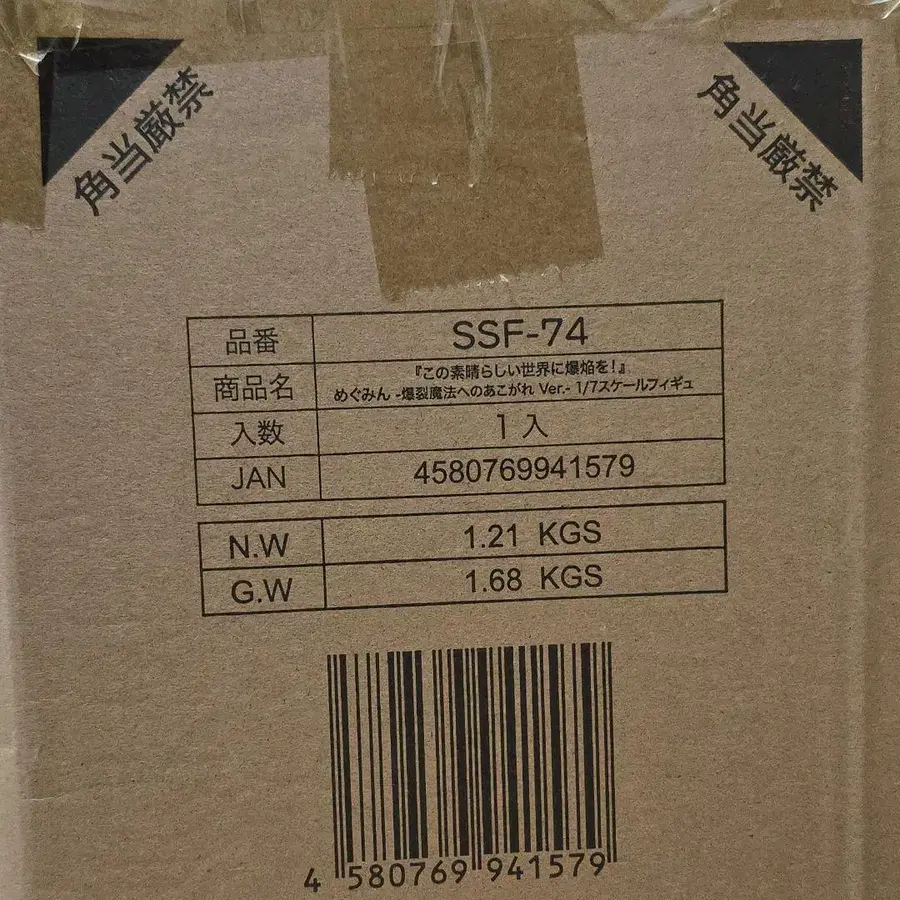 角当厳禁
角当厳禁
品番 SSF-74
商品名 『この素晴らしい世界に爆焔を!』
めぐみん -爆裂魔法へのあこがれ Ver.- 1/7スケールフィギュ
入数 1 入
JAN 4580769941579
N.W 1.21 KGS
G.W 1.68 KGS
4 580769 941579